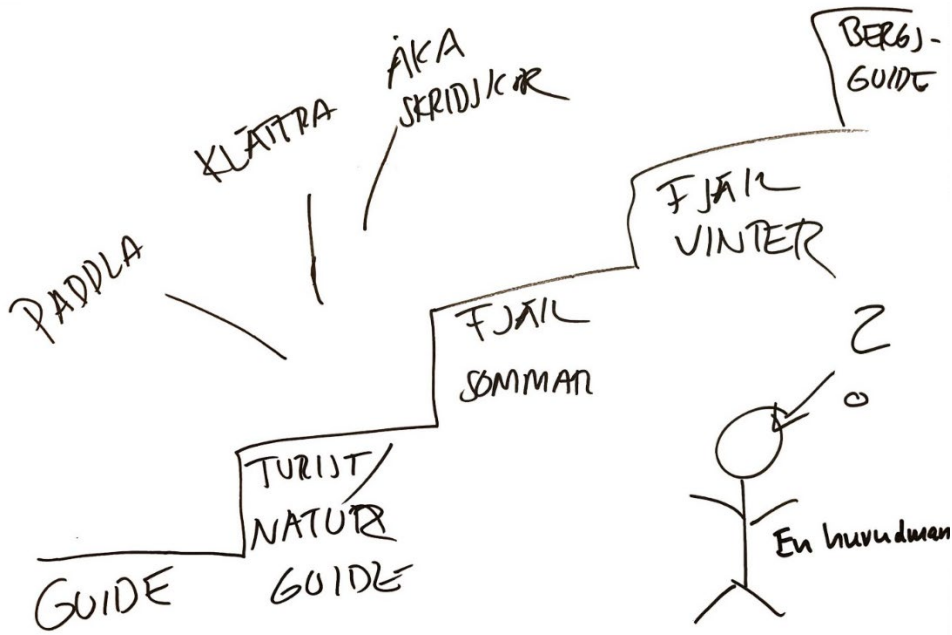 PADDLA
KLÄTTRA
ÅKA
SKRIDSKOR
BERGS-
GUIDE
FJÄLL
VINTER
FJÄLL
SOMMAR
TURIST/
NATUR
GUIDE
GUIDE
?
En huvudman